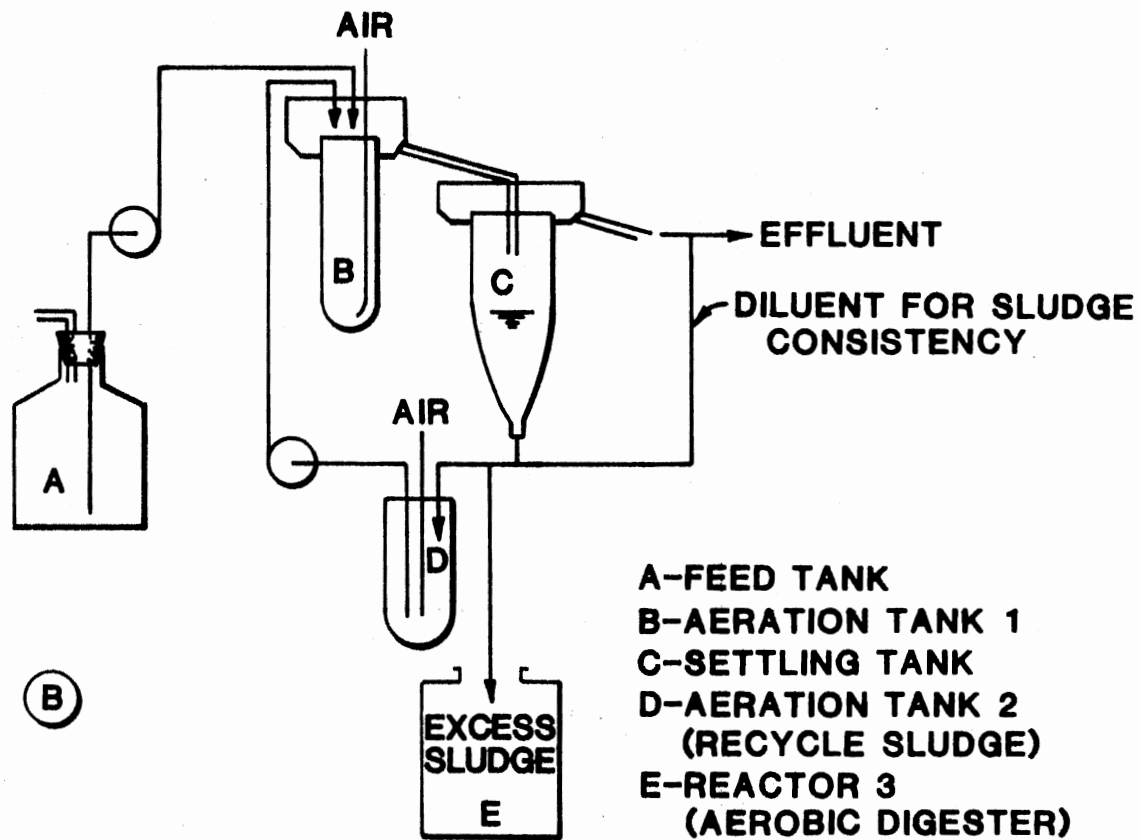 AIR
B
C
EFFLUENT
DILUENT FOR SLUDGE
CONSISTENCY
A
AIR
D
B
EXCESS
SLUDGE
E
A-FEED TANK
B-AERATION TANK 1
C-SETTLING TANK
D-AERATION TANK 2
(RECYCLE SLUDGE)
E-REACTOR 3
(AEROBIC DIGESTER)